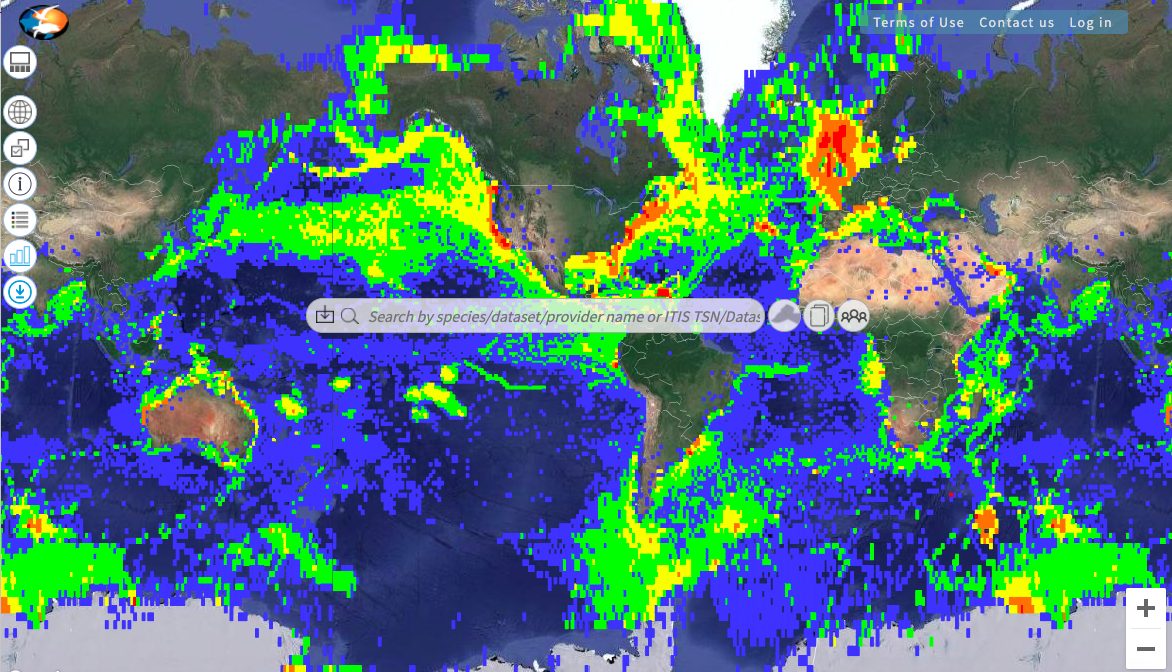 Terms of Use Contact us Log in
Search by species/dataset/provider name or ITIS TSN/Datas